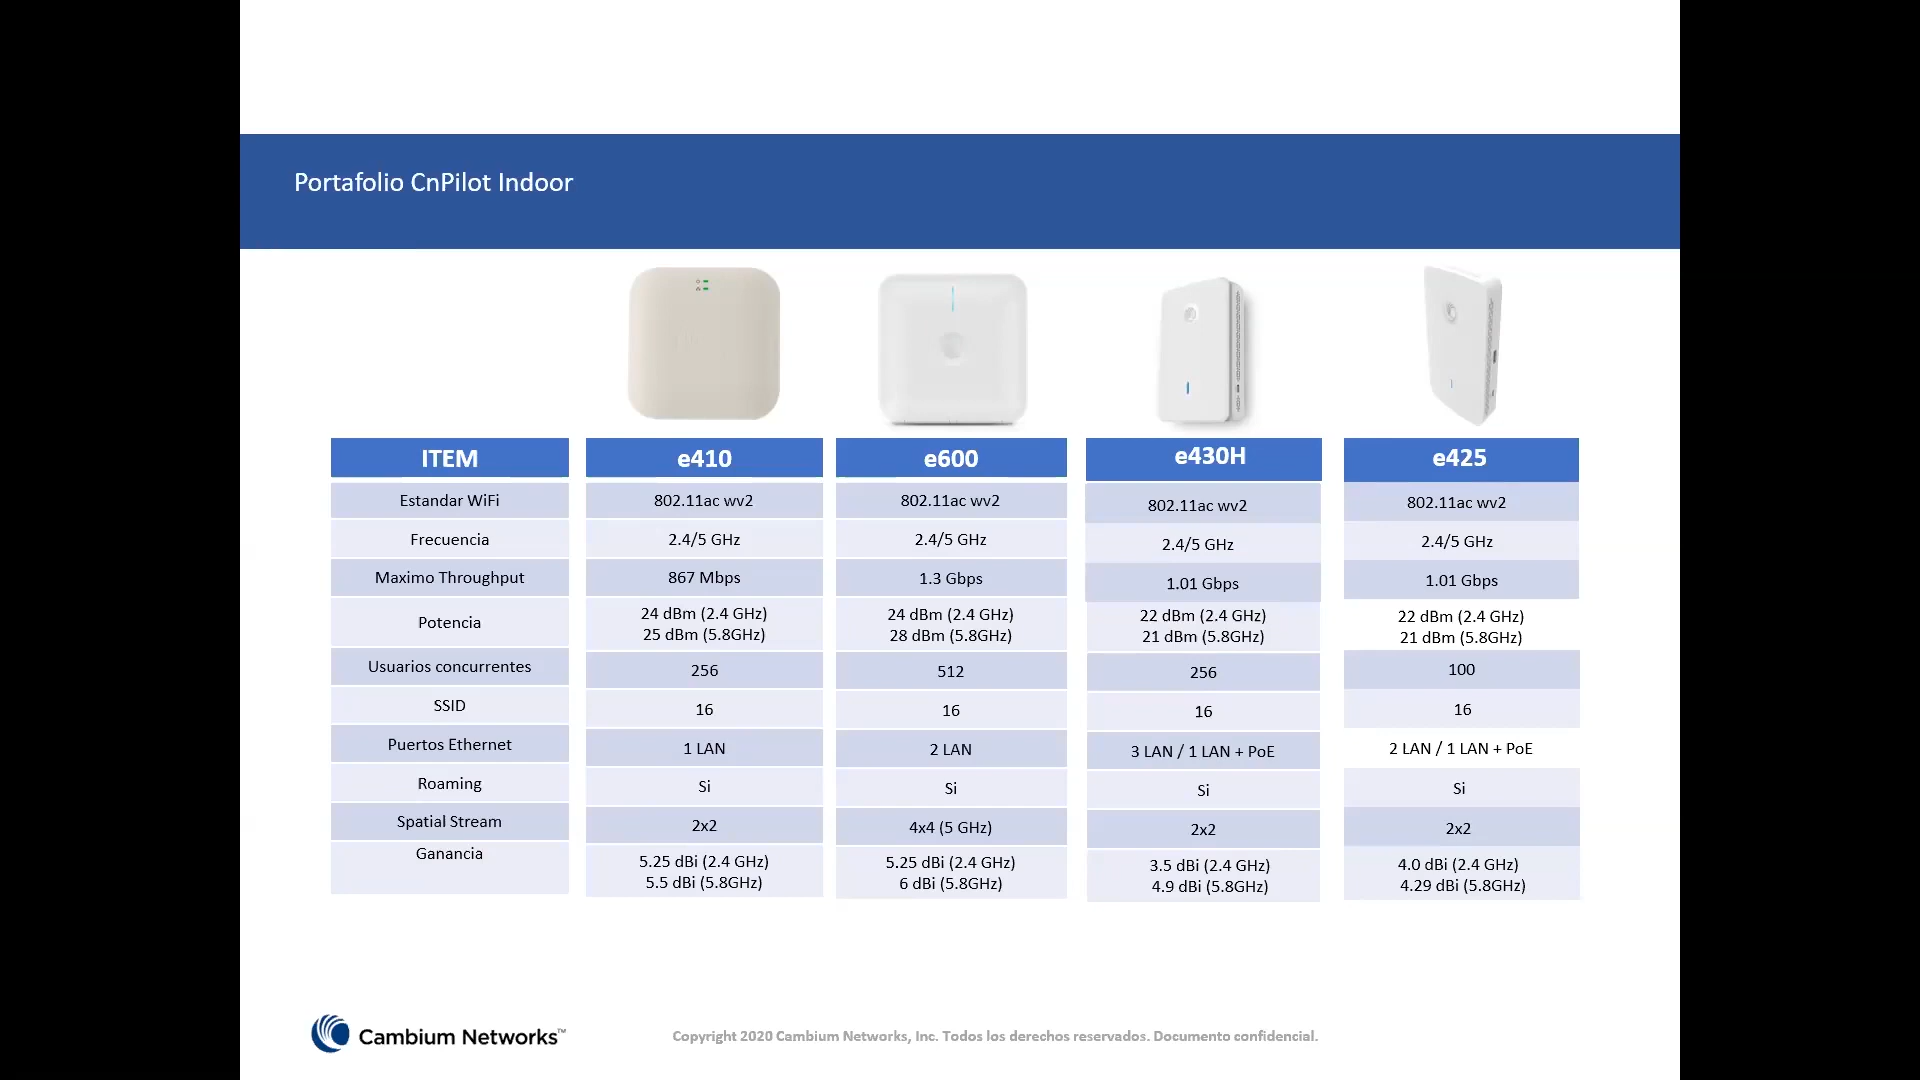 Portafolio CnPilot Indoor
ITEM e410 e600 e430H e425
Estandar WiFi 802.11ac wv2 802.11ac wv2 802.11ac wv2 802.11ac wv2
Frecuencia 2.4/5 GHz 2.4/5 GHz 2.4/5 GHz 2.4/5 GHz
Maximo Throughput 867 Mbps 1.3 Gbps 1.01 Gbps 1.01 Gbps
Potencia 24 dBm (2.4 GHz) 24 dBm (2.4 GHz) 22 dBm (2.4 GHz) 22 dBm (2.4 GHz)
25 dBm (5.8GHz) 28 dBm (5.8GHz) 21 dBm (5.8GHz) 21 dBm (5.8GHz)
Usuarios concurrentes 256 512 256 100
SSID 16 16 16 16
Puertos Ethernet 1 LAN 2 LAN 3 LAN / 1 LAN + PoE 2 LAN / 1 LAN + PoE
Roaming Si Si Si Si
Spatial Stream 2x2 4x4 (5 GHz) 2x2 2x2
Ganancia 5.25 dBi (2.4 GHz) 5.25 dBi (2.4 GHz) 3.5 dBi (2.4 GHz) 4.0 dBi (2.4 GHz)
5.5 dBi (5.8GHz) 6 dBi (5.8GHz) 4.9 dBi (5.8GHz) 4.29 dBi (5.8GHz)
Cambium Networks™ Copyright 2020 Cambium Networks, Inc. Todos los derechos reservados. Documento confidencial.